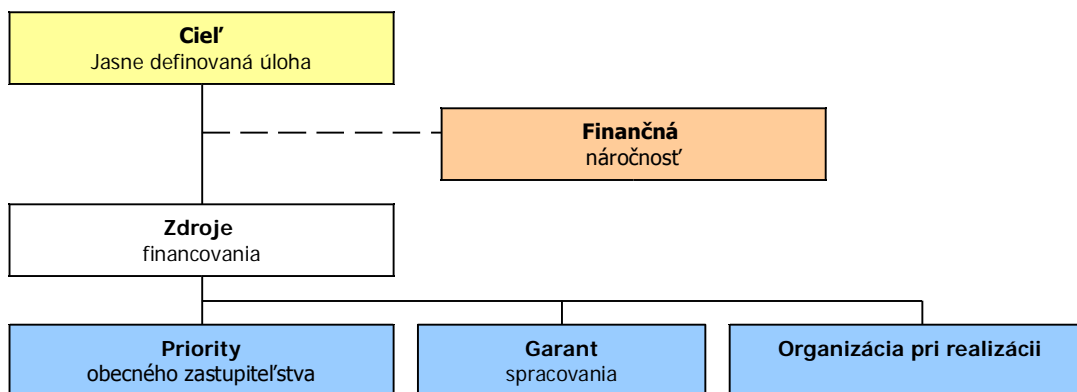 Cieľ
Jasne definovaná úloha
Finančná
náročnosť
Zdroje
financovania
Priority
obecného zastupiteľstva
Garant
spracovania
Organizácia pri realizácii